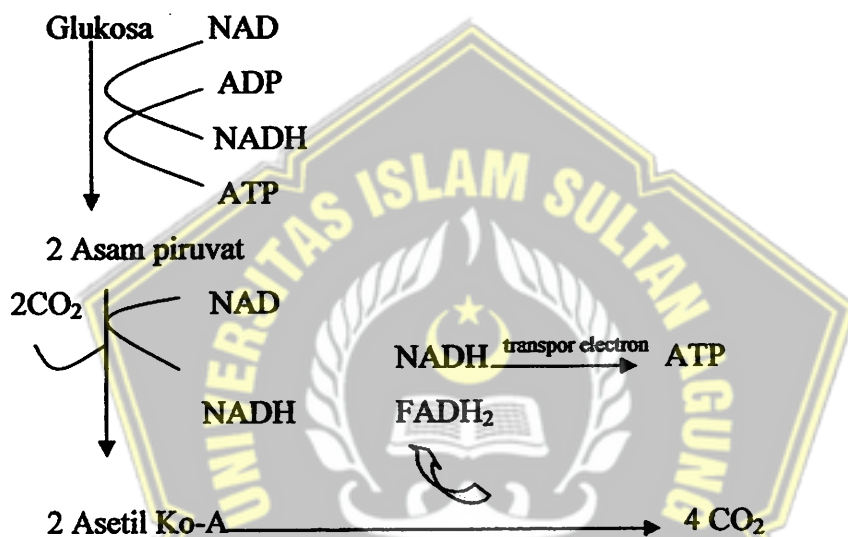 Glukosa NAD
ADP
NADH
ATP
2 Asam piruvat
2CO₂ NAD
NADH transpor electron ATP
NADH FADH₂
2 Asetil Ko-A 4 CO₂
UNIVERSITAS ISLAM SULTAN AGUNG